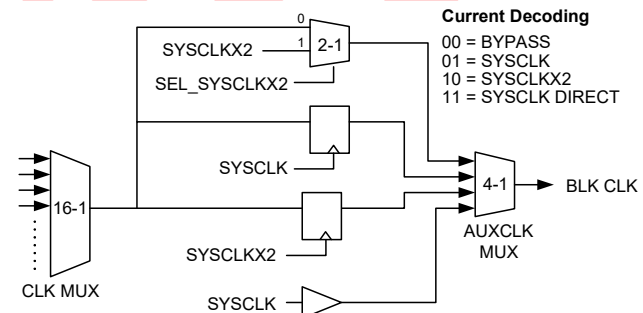 Current Decoding
00 = BYPASS
01 = SYSCLK
10 = SYSCLKX2
11 = SYSCLK DIRECT
0
SYSCLKX2
1
2-1
SEL_SYSCLKX2
SYSCLK
16-1
4-1
BLK CLK
AUXCLK
MUX
SYSCLKX2
CLK MUX
SYSCLK